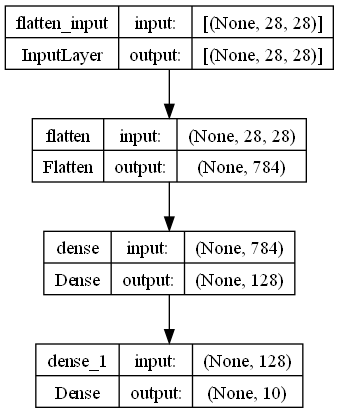 flatten_input input: [(None, 28, 28)]
InputLayer output: [(None, 28, 28)]
flatten input: (None, 28, 28)
Flatten output: (None, 784)
dense input: (None, 784)
Dense output: (None, 128)
dense_1 input: (None, 128)
Dense output: (None, 10)